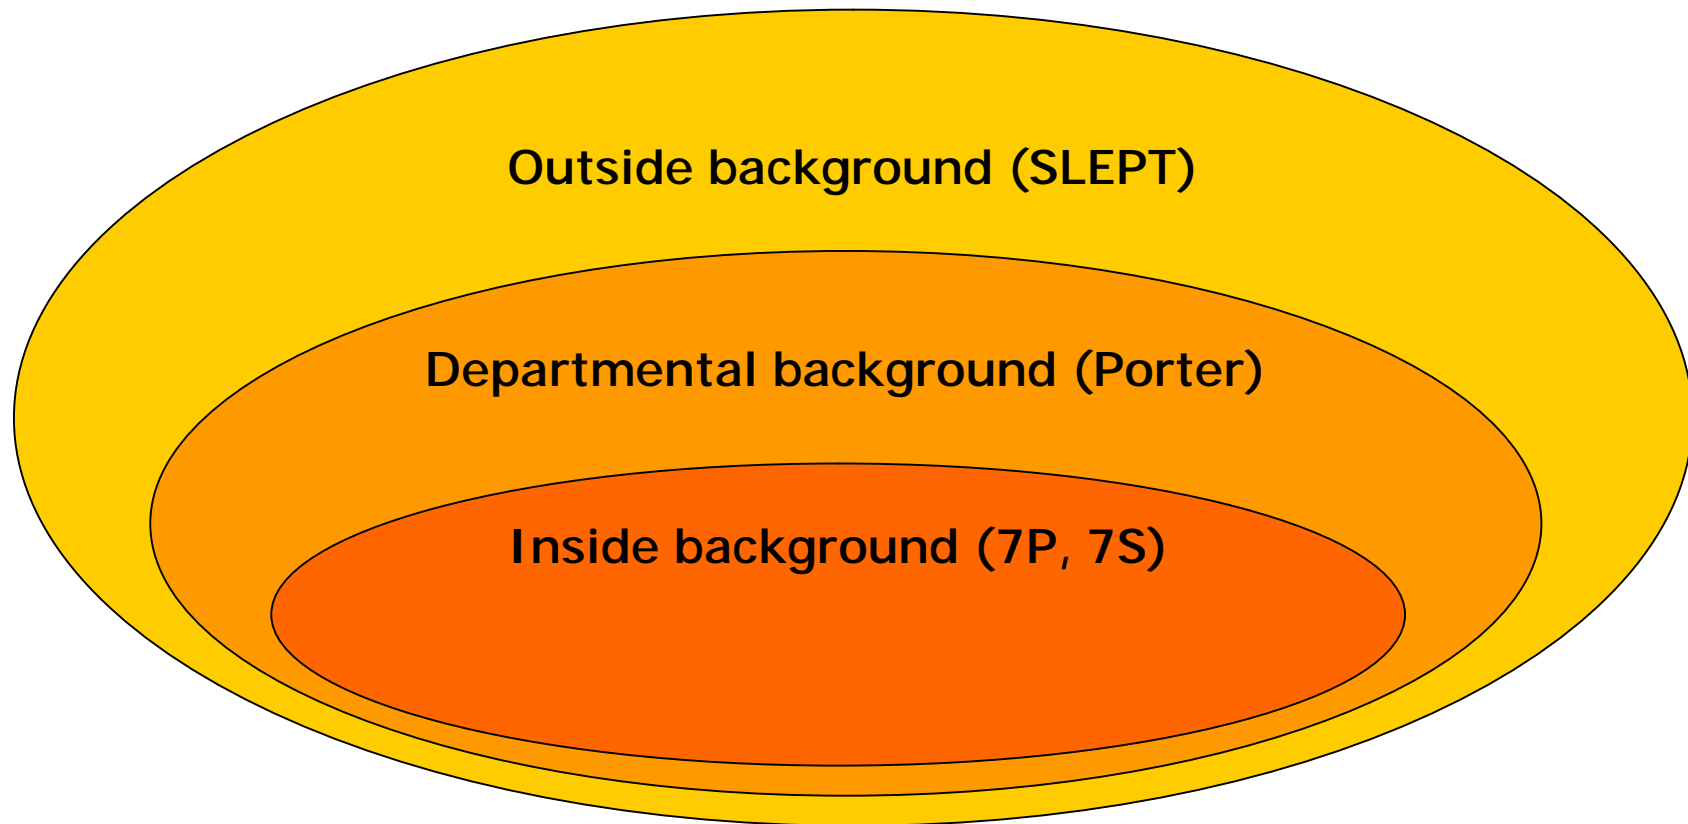 Outside background (SLEPT)
Departmental background (Porter)
Inside background (7P, 7S)